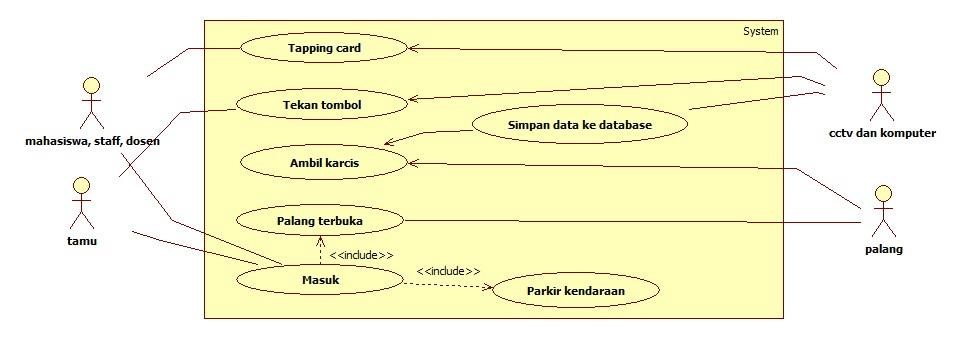 System
Tapping card
Tekan tombol
Simpan data ke database
mahasiswa, staff, dosen
cctv dan komputer
Ambil karcis
Palang terbuka
tamu
palang
<<include>>
<<include>>
Masuk
Parkir kendaraan